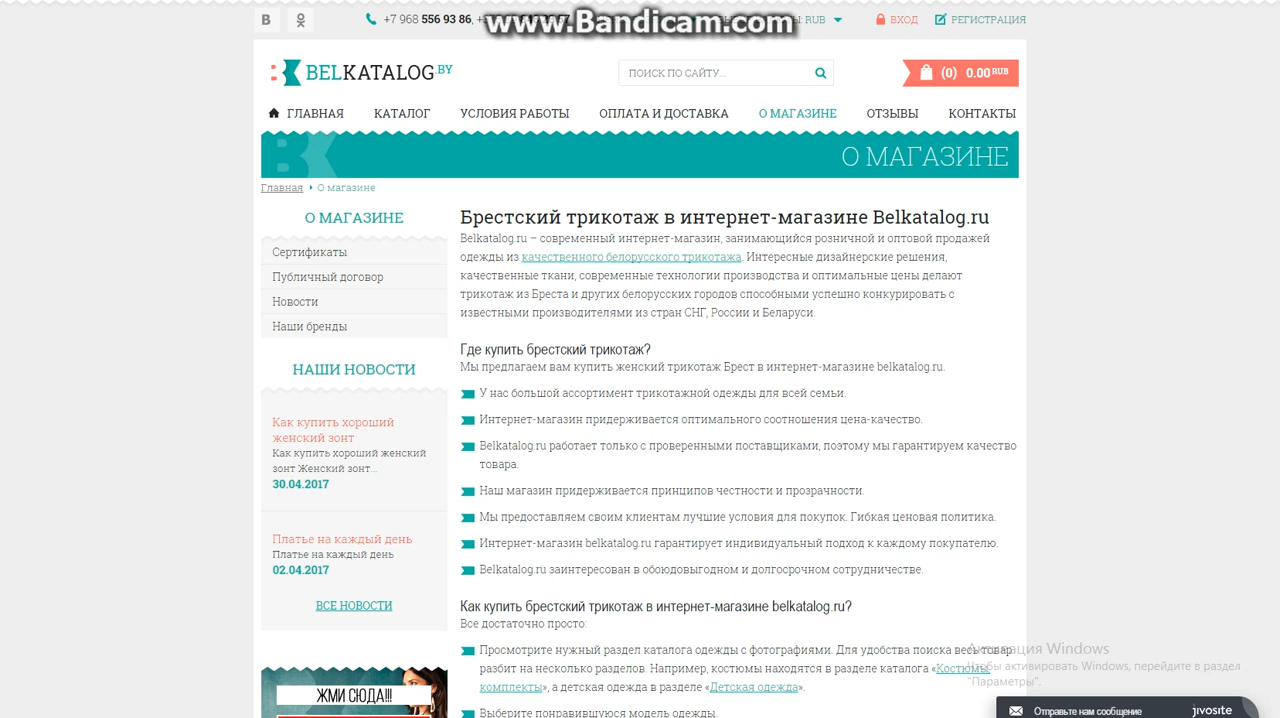 www.Bandicam.com
+7 968 556 93 86,
RUB
ВХОД
РЕГИСТРАЦИЯ
BELKATALOG.BY
ПОИСК ПО САЙТУ...
(0) 0.00 RUB
ГЛАВНАЯ
КАТАЛОГ
УСЛОВИЯ РАБОТЫ
ОПЛАТА И ДОСТАВКА
О МАГАЗИНЕ
ОТЗЫВЫ
КОНТАКТЫ
О МАГАЗИНЕ
Главная
О магазине
О МАГАЗИНЕ
Сертификаты
Публичный договор
Новости
Наши бренды
НАШИ НОВОСТИ
Как купить хороший
женский зонт
Как купить хороший женский
зонт Женский зонт...
30.04.2017
Платье на каждый день
Платье на каждый день
02.04.2017
ВСЕ НОВОСТИ
ЖМИ СЮДА!!!
Брестский трикотаж в интернет-магазине Belkatalog.ru
Belkatalog.ru – современный интернет-магазин, занимающийся розничной и оптовой продажей
одежды из качественного белорусского трикотажа. Интересные дизайнерские решения,
качественные ткани, современные технологии производства и оптимальные цены делают
трикотаж из Бреста и других белорусских городов способными успешно конкурировать с
известными производителями из стран СНГ, России и Беларуси.
Где купить брестский трикотаж?
Мы предлагаем вам купить женский трикотаж Брест в интернет-магазине belkatalog.ru.
У нас большой ассортимент трикотажной одежды для всей семьи.
Интернет-магазин придерживается оптимального соотношения цена-качество.
Belkatalog.ru работает только с проверенными поставщиками, поэтому мы гарантируем качество
товара.
Наш магазин придерживается принципов честности и прозрачности.
Мы предоставляем своим клиентам лучшие условия для покупок. Гибкая ценовая политика.
Интернет-магазин belkatalog.ru гарантирует индивидуальный подход к каждому покупателю.
Belkatalog.ru заинтересован в обоюдовыгодном и долгосрочном сотрудничестве.
Как купить брестский трикотаж в интернет-магазине belkatalog.ru?
Все достаточно просто:
Просмотрите нужный раздел каталога одежды с фотографиями. Для удобства поиска весь товар
разбит на несколько разделов. Например, костюмы находятся в разделе каталога «Костюмы,
комплекты», а детская одежда в разделе «Детская одежда».
Выберите понравившуюся модель одежды.
Активация Windows
Чтобы активировать Windows, перейдите в раздел
"Параметры".
Отправьте нам сообщение
jivosite